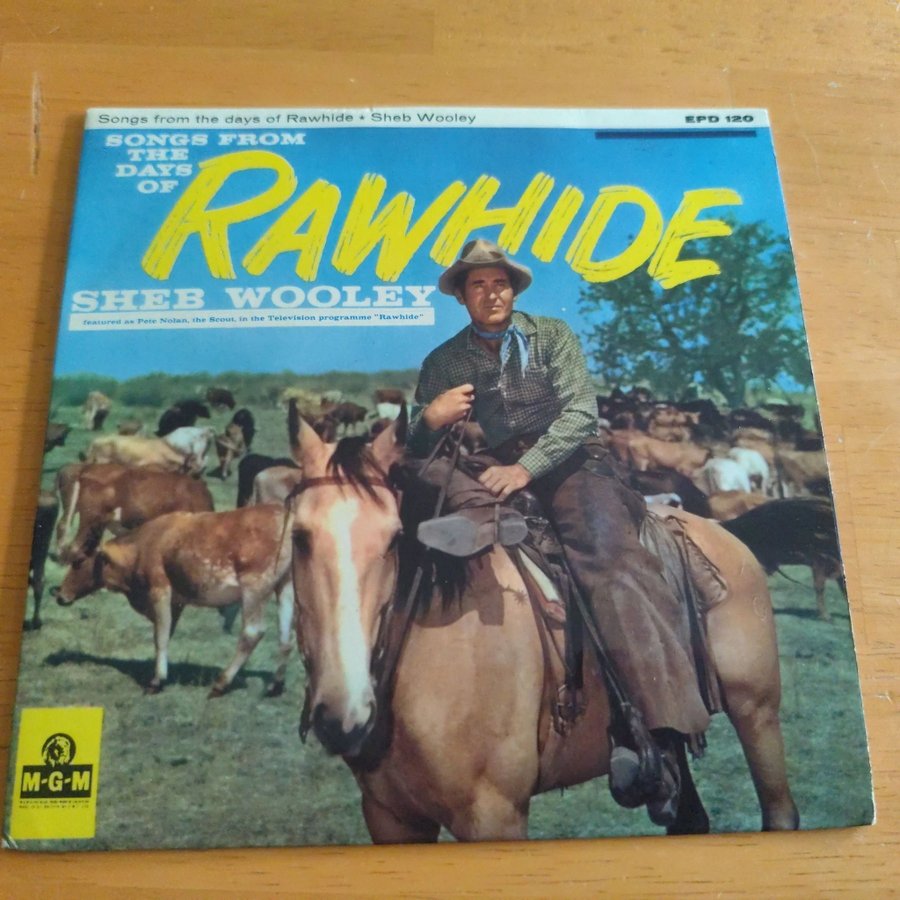 Songs from the days of Rawhide ★ Sheb Wooley EPD 120
SONGS FROM
THE
DAYS
OF
RAWHIDE
SHEB WOOLEY
featured as Pete Nolan, the Scout, in the Television programme "Rawhide"
M-G-M